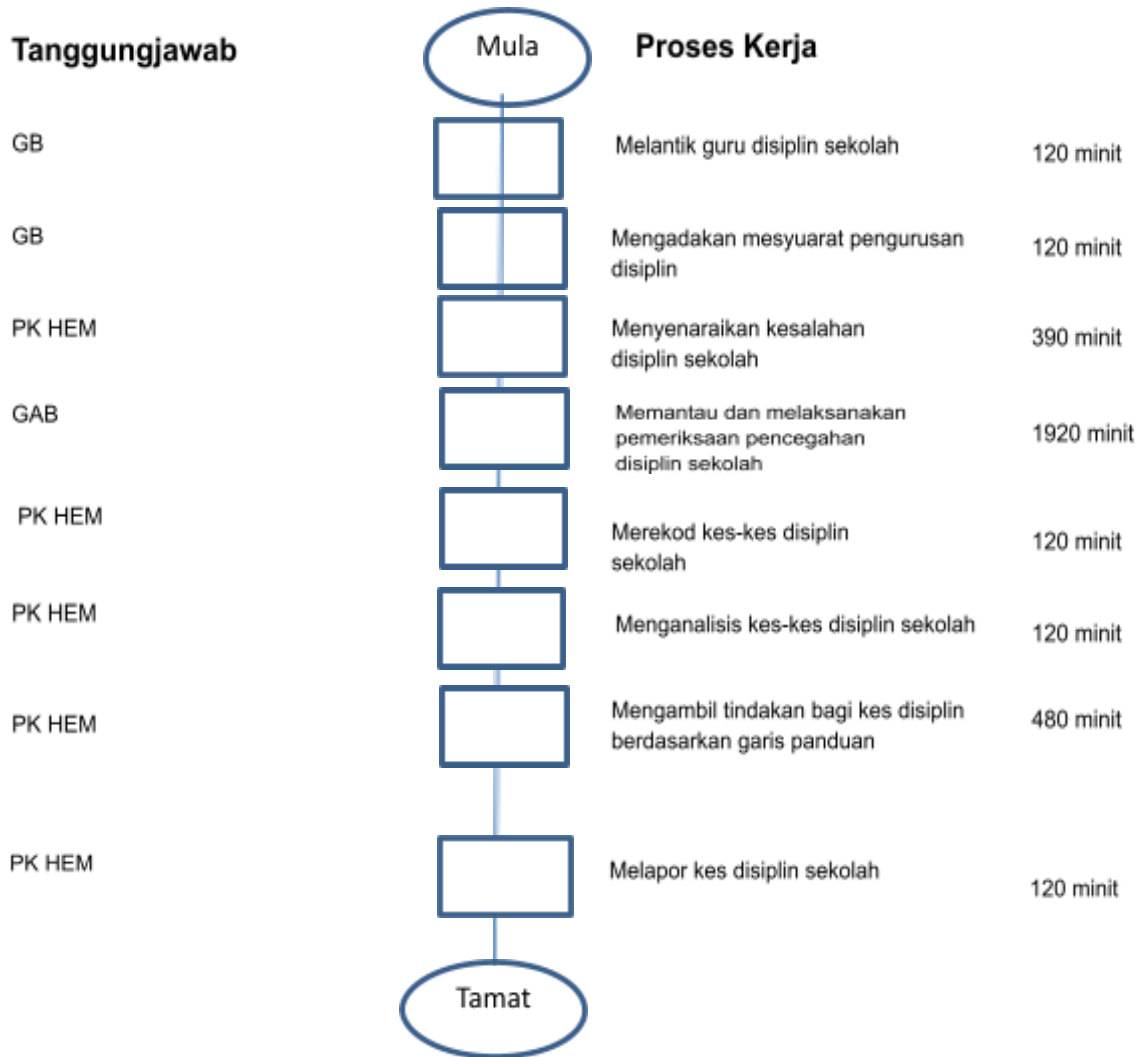 Tanggungjawab
Mula
Proses Kerja
GB
Melantik guru disiplin sekolah
120 minit
GB
Mengadakan mesyuarat pengurusan
disiplin
120 minit
PK HEM
Menyenaraikan kesalahan
disiplin sekolah
390 minit
GAB
Memantau dan melaksanakan
pemeriksaan pencegahan
disiplin sekolah
1920 minit
PK HEM
Merekod kes-kes disiplin
sekolah
120 minit
PK HEM
Menganalisis kes-kes disiplin sekolah
120 minit
PK HEM
Mengambil tindakan bagi kes disiplin
berdasarkan garis panduan
480 minit
PK HEM
Melapor kes disiplin sekolah
120 minit
Tamat